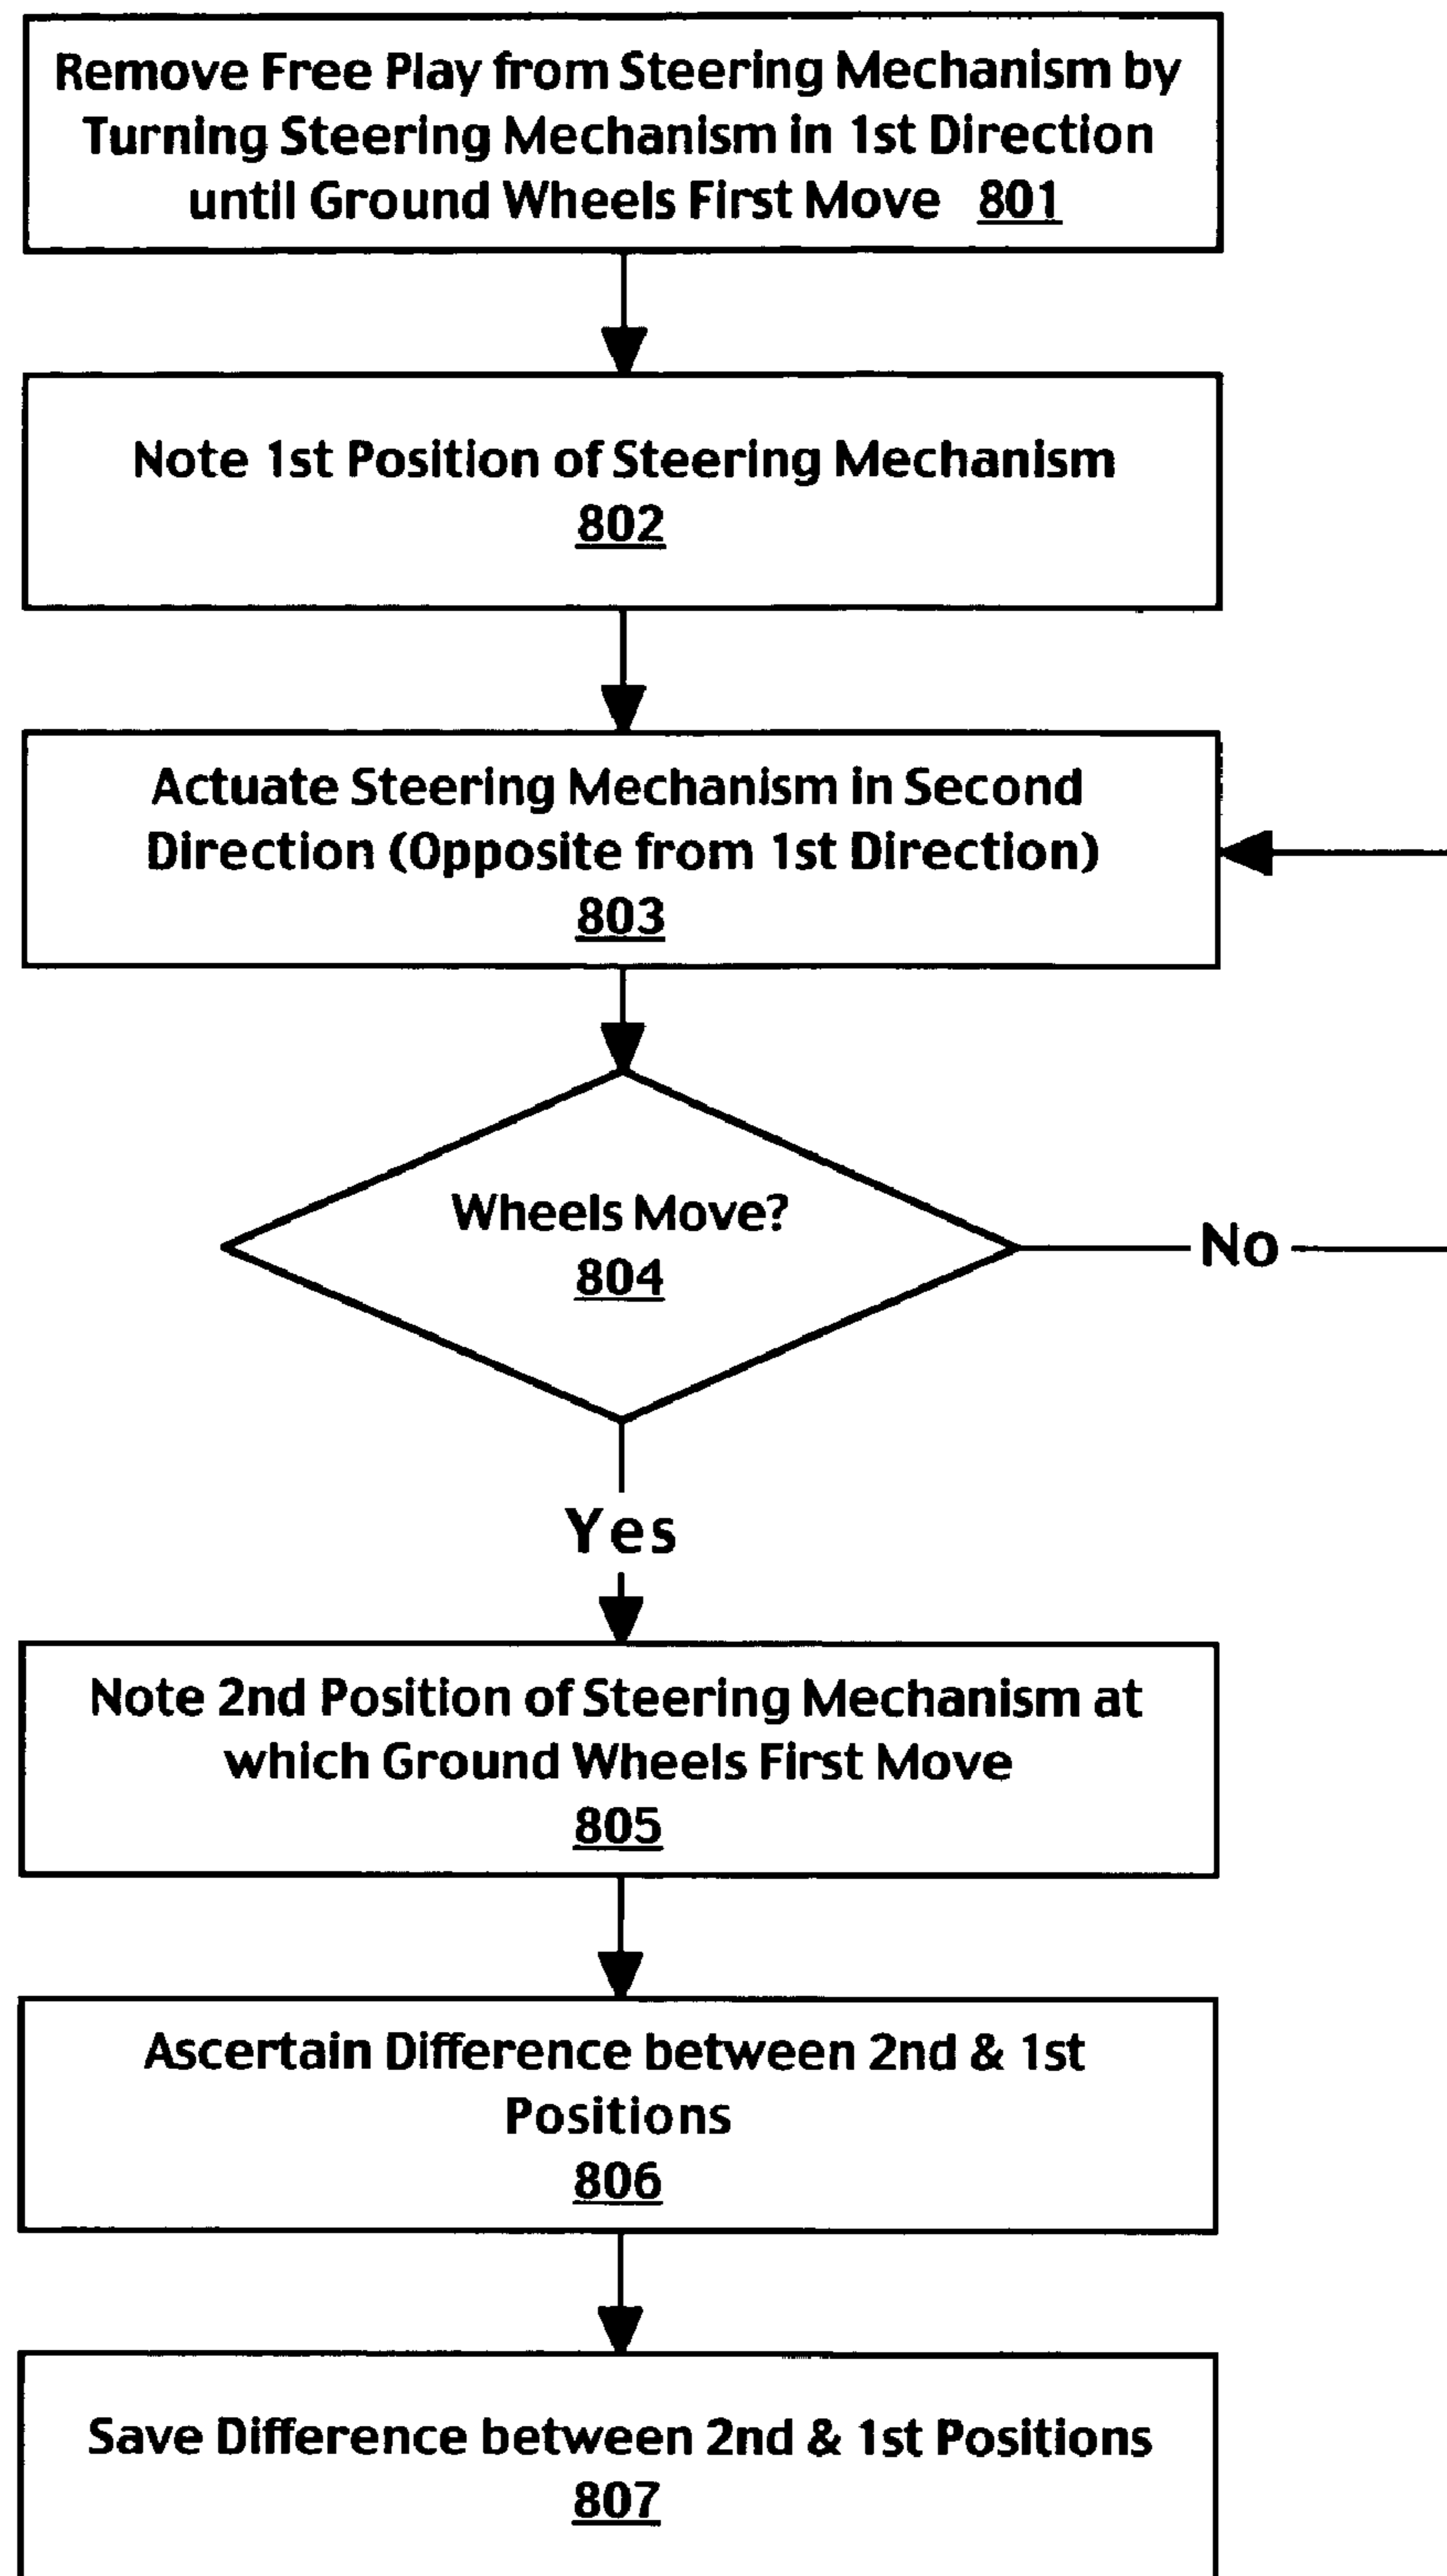 Remove Free Play from Steering Mechanism by
Turning Steering Mechanism in 1st Direction
until Ground Wheels First Move 801
Note 1st Position of Steering Mechanism
802
Actuate Steering Mechanism in Second
Direction (Opposite from 1st Direction)
803
Wheels Move?
804
No
Yes
Note 2nd Position of Steering Mechanism at
which Ground Wheels First Move
805
Ascertain Difference between 2nd & 1st
Positions
806
Save Difference between 2nd & 1st Positions
807